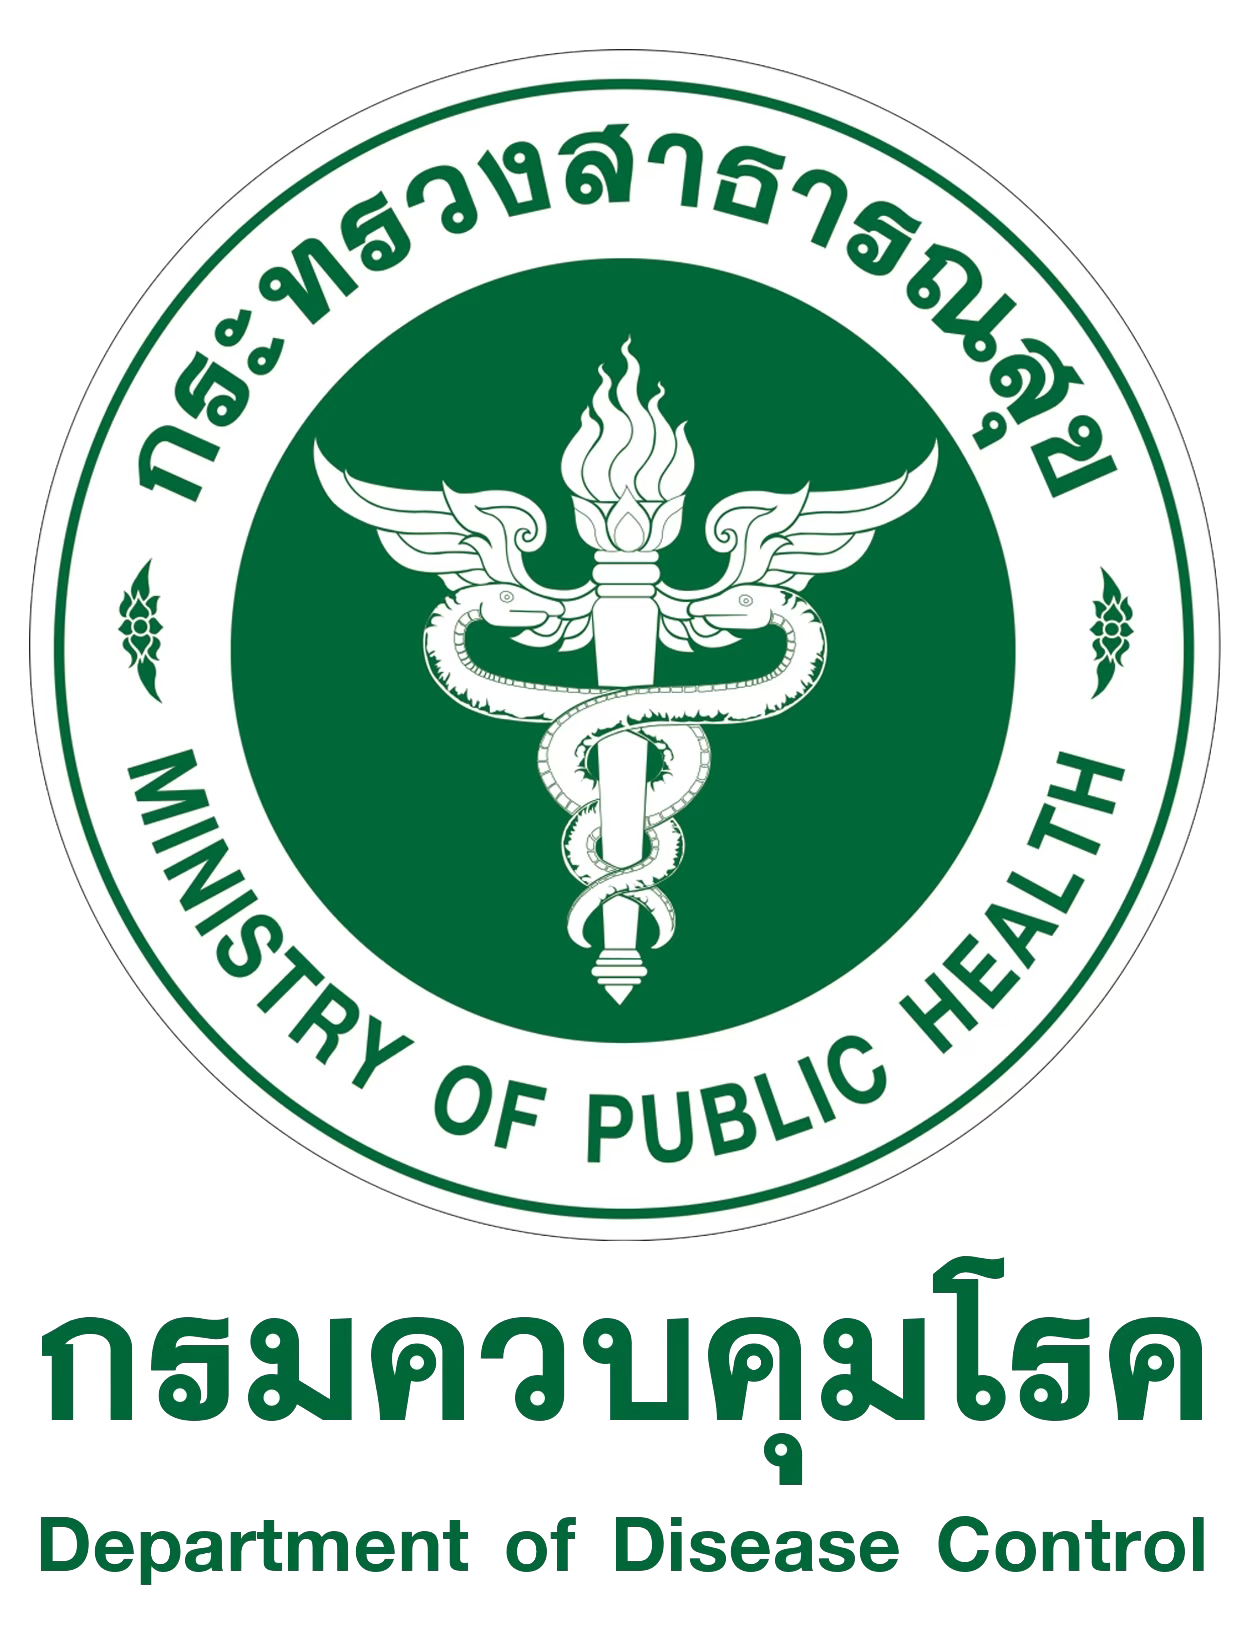 กระทรวงสาธารณสุข
MINISTRY OF PUBLIC HEALTH
กรมควบคุมโรค
Department of Disease Control